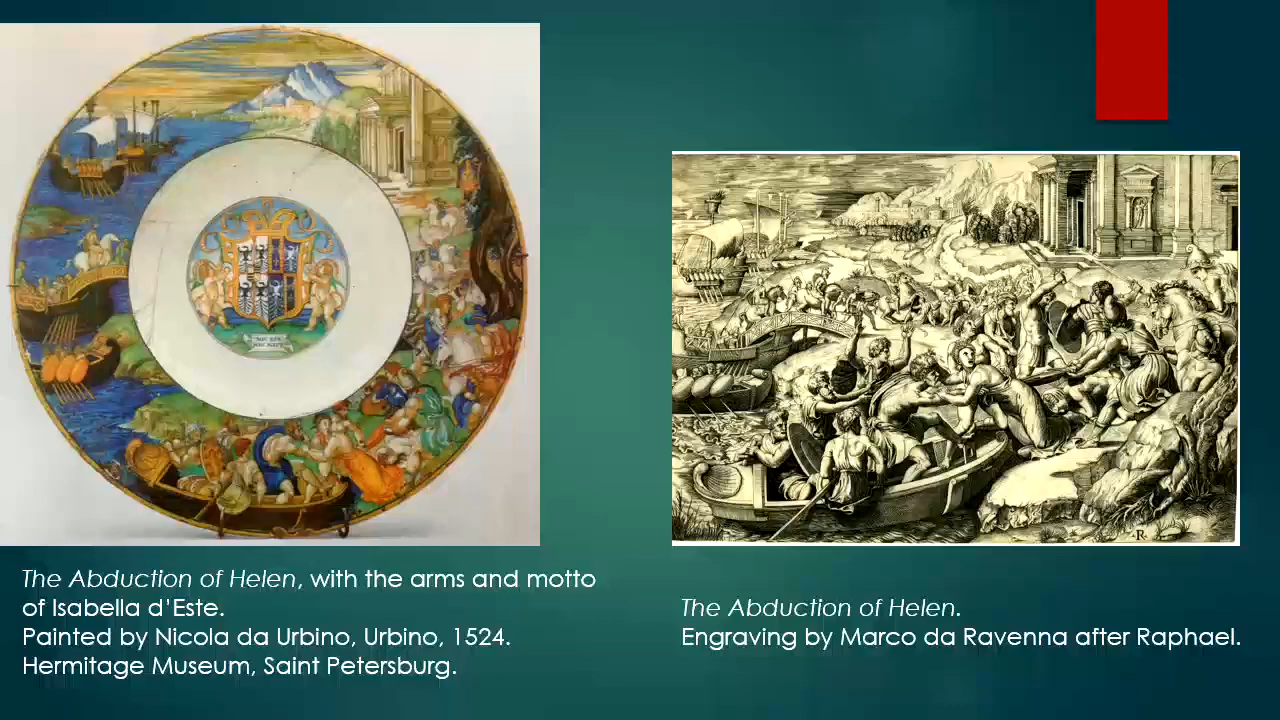 The Abduction of Helen, with the arms and motto
of Isabella d'Este.
Painted by Nicola da Urbino, Urbino, 1524.
Hermitage Museum, Saint Petersburg.
The Abduction of Helen.
Engraving by Marco da Ravenna after Raphael.
·R·